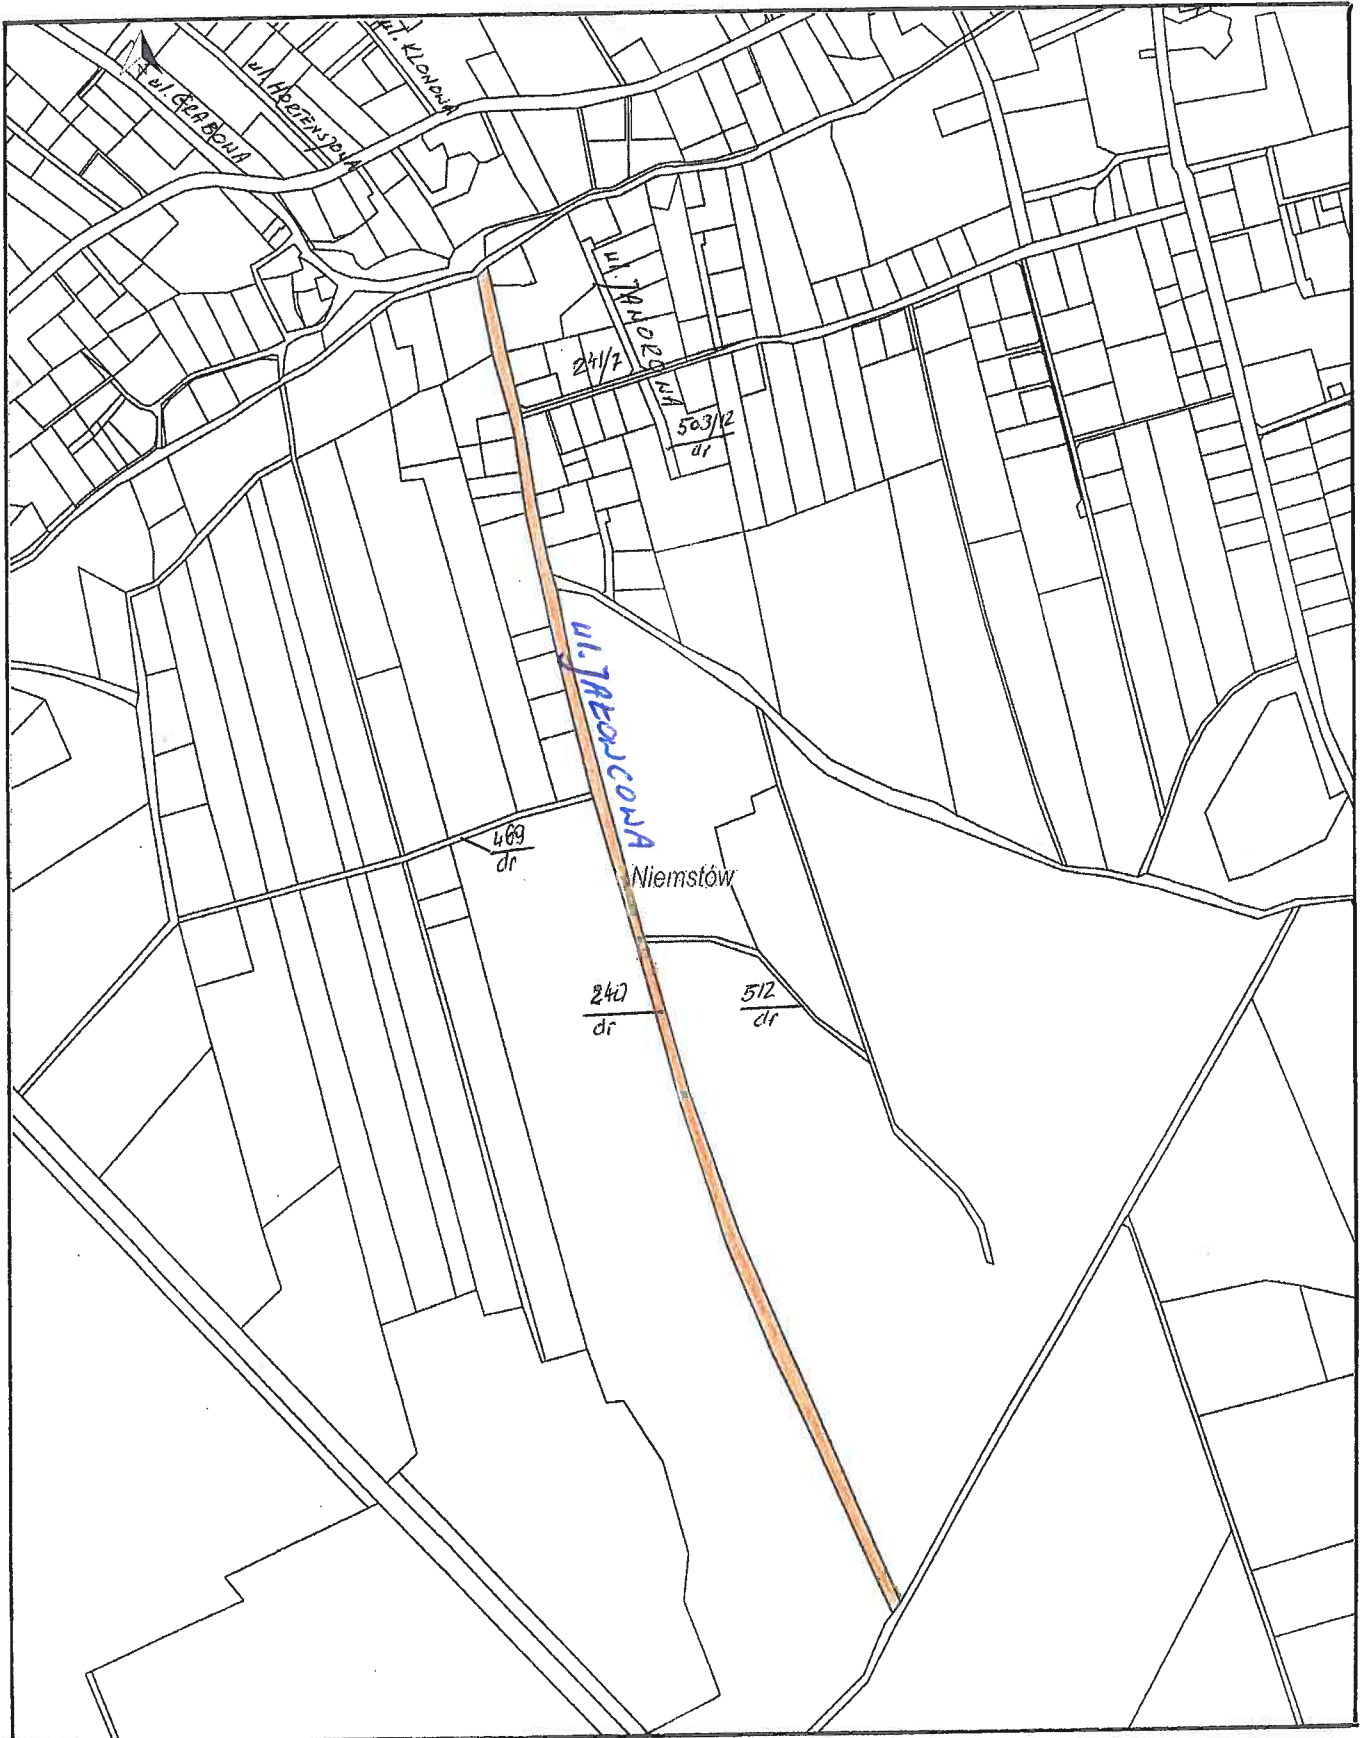 ul. KLONOWA
ul. HORTENSJOWA
ul. GRABOWA
ul. JAWOROWA
241/7
503/12
dr
ul. JAŁOWCOWA
469
dr
Niemstów
240
dr
512
dr